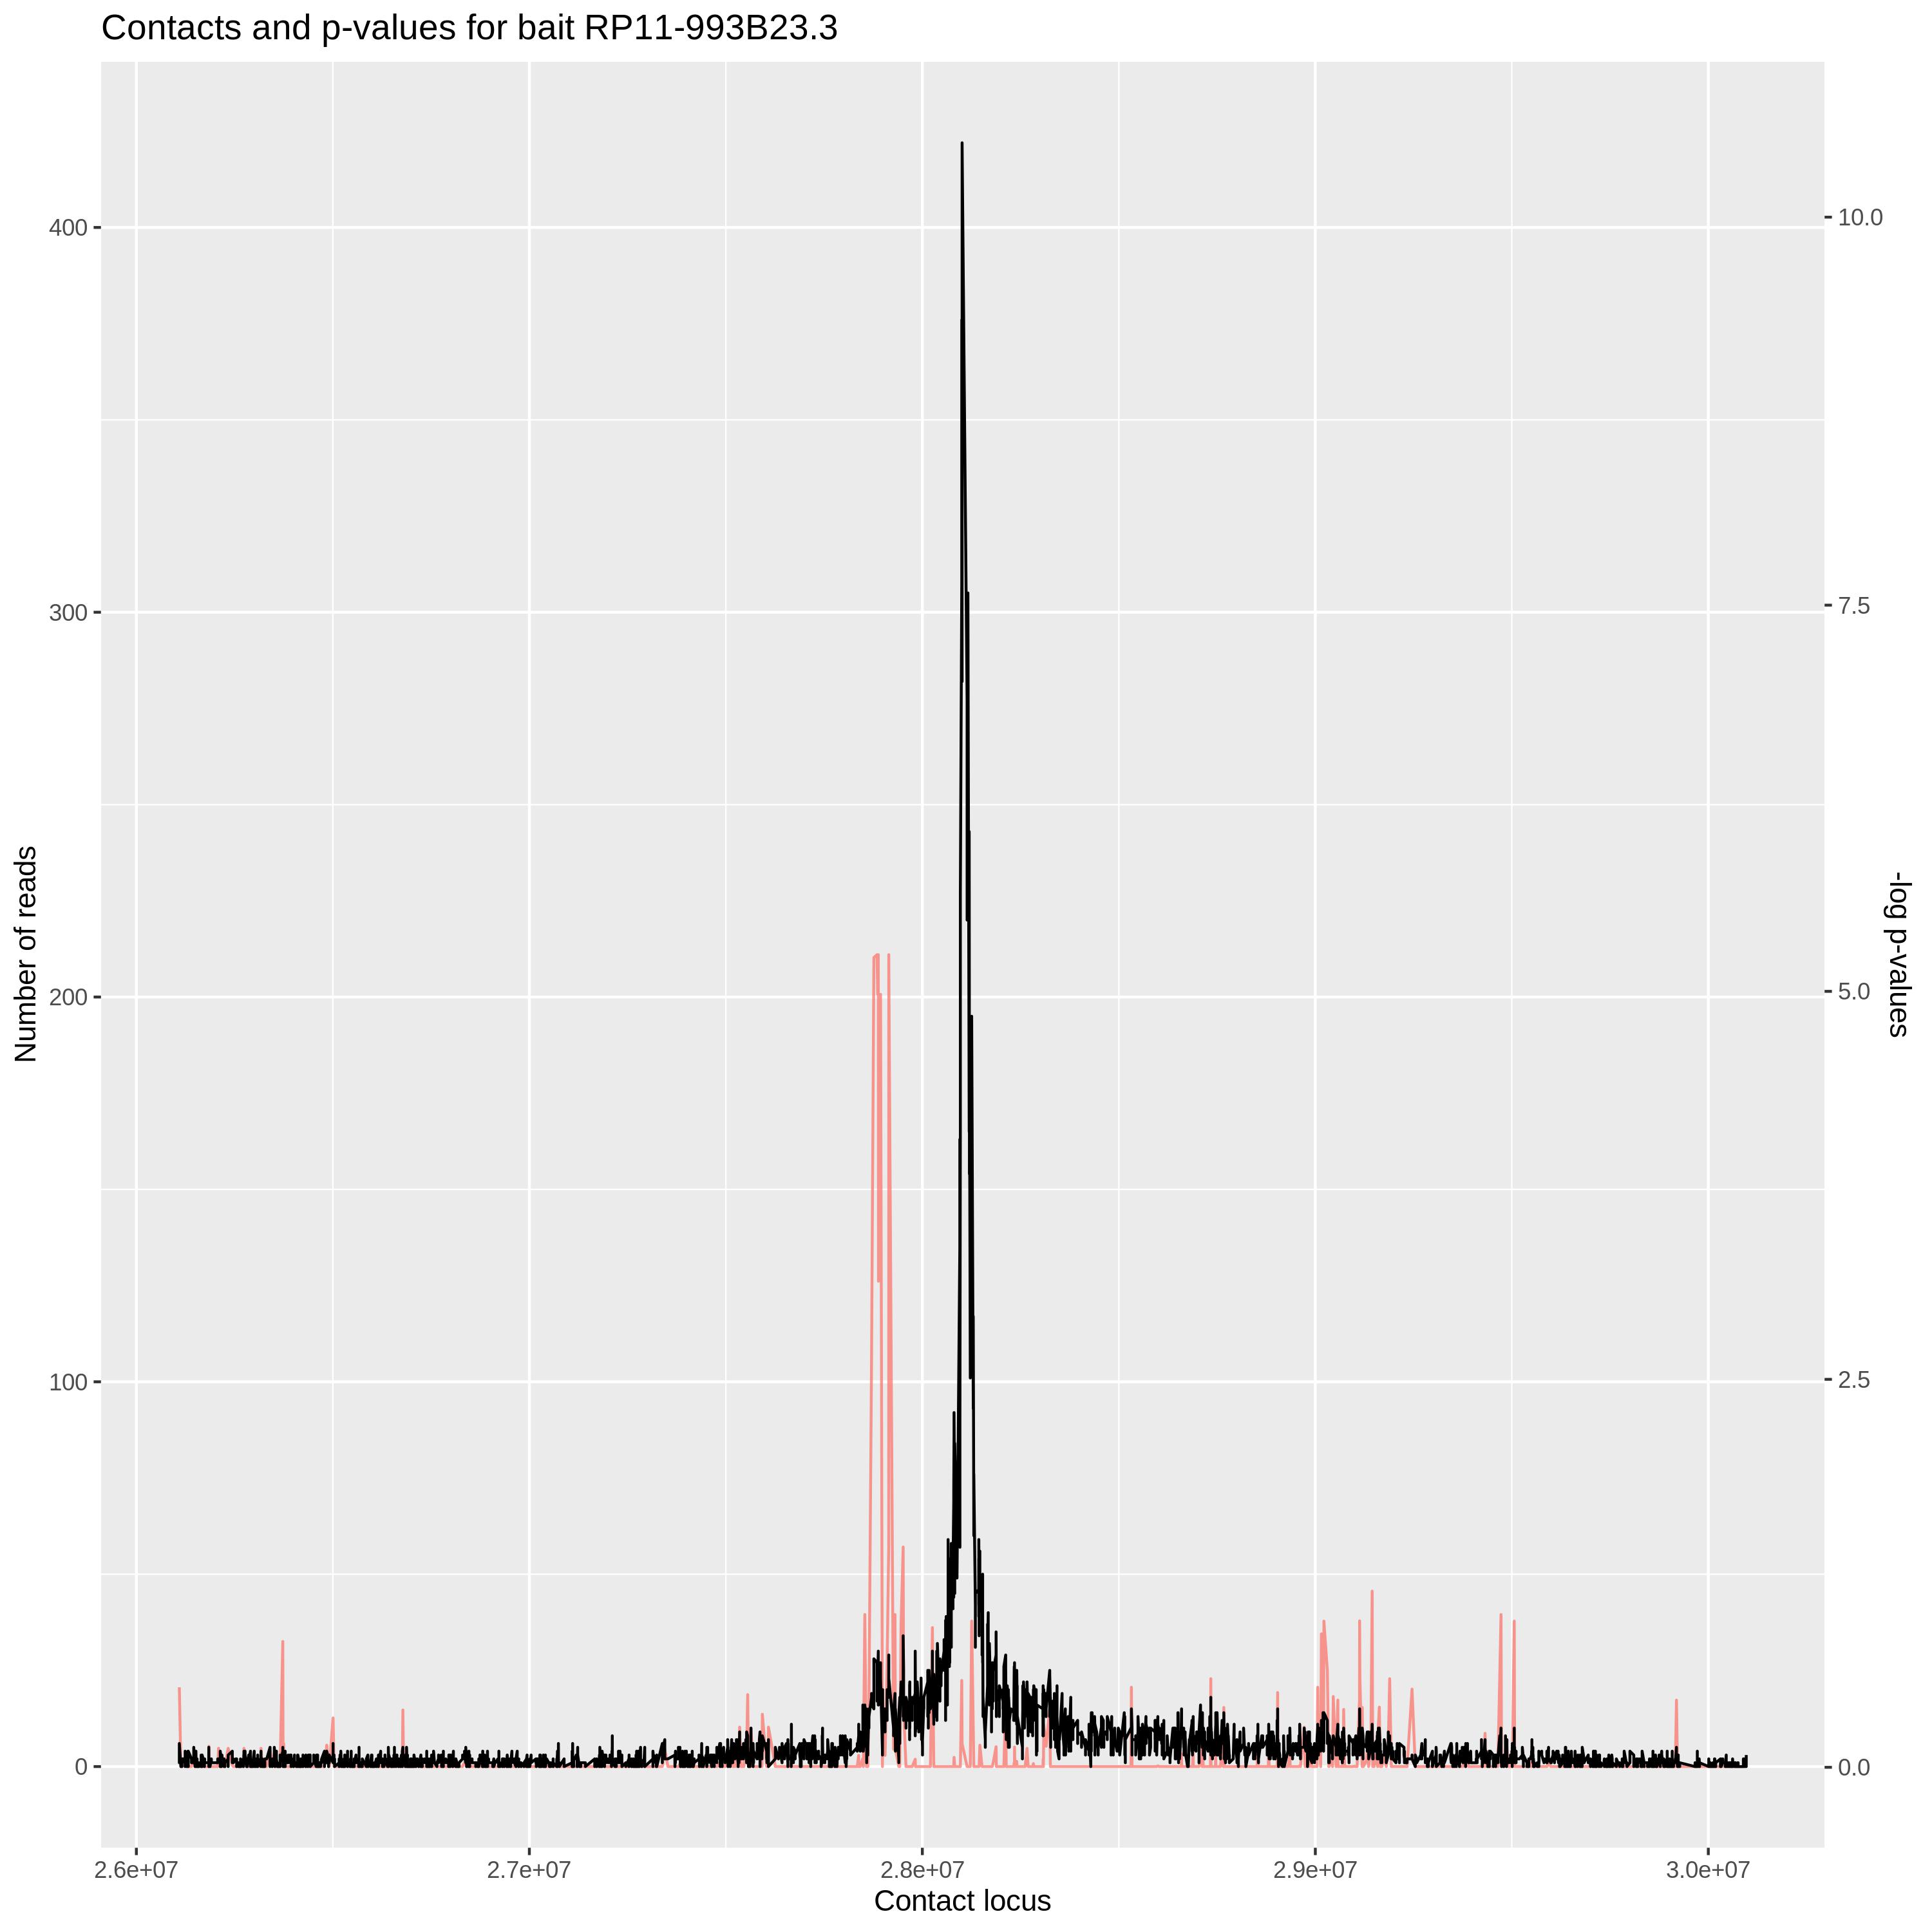 Contacts and p-values for bait RP11-993B23.3
400
300
200
100
0
10.0
7.5
5.0
2.5
0.0
Number of reads
-log p-values
2.6e+07
2.7e+07
2.8e+07
2.9e+07
3.0e+07
Contact locus